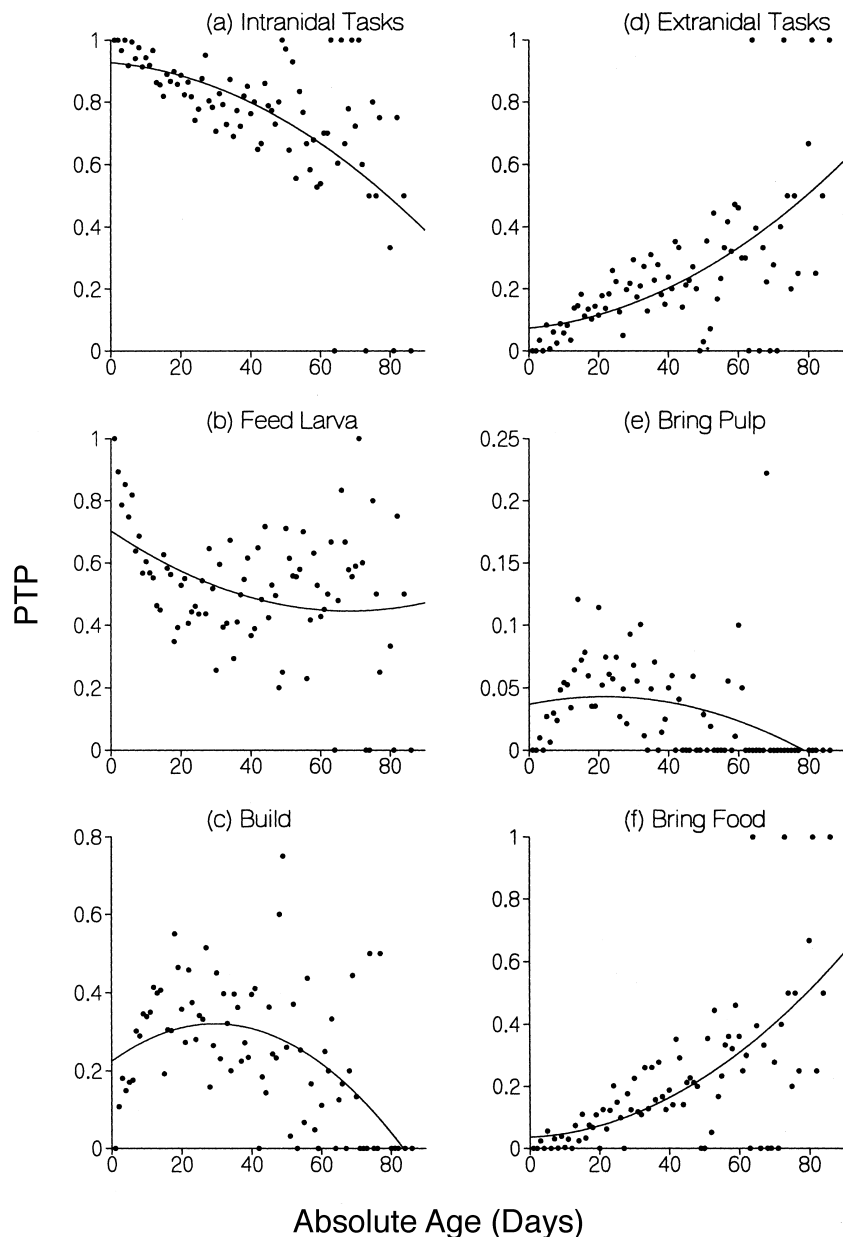 (a) Intranidal Tasks
1
0.8
0.6
0.4
0.2
0
0 20 40 60 80
(d) Extranidal Tasks
1
0.8
0.6
0.4
0.2
0
0 20 40 60 80
(b) Feed Larva
1
0.8
0.6
0.4
0.2
0
0 20 40 60 80
(e) Bring Pulp
0.25
0.2
0.15
0.1
0.05
0
0 20 40 60 80
PTP
(c) Build
0.8
0.6
0.4
0.2
0
0 20 40 60 80
(f) Bring Food
1
0.8
0.6
0.4
0.2
0
0 20 40 60 80
Absolute Age (Days)